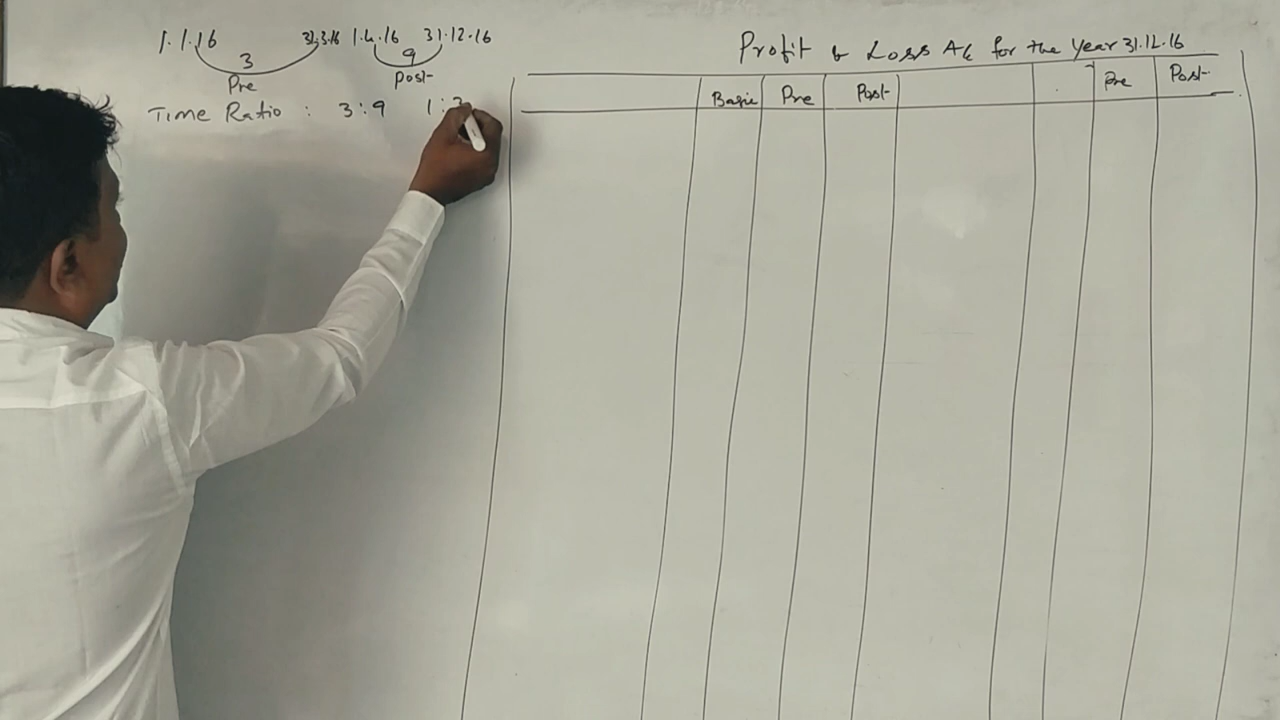 1.1.16 31.3.16 1.4.16 31.12.16
3 9
Pre Post
Time Ratio : 3:9 1:3
Profit & Loss A/c for the Year 31.12.16
Basic Pre Post Pre Post